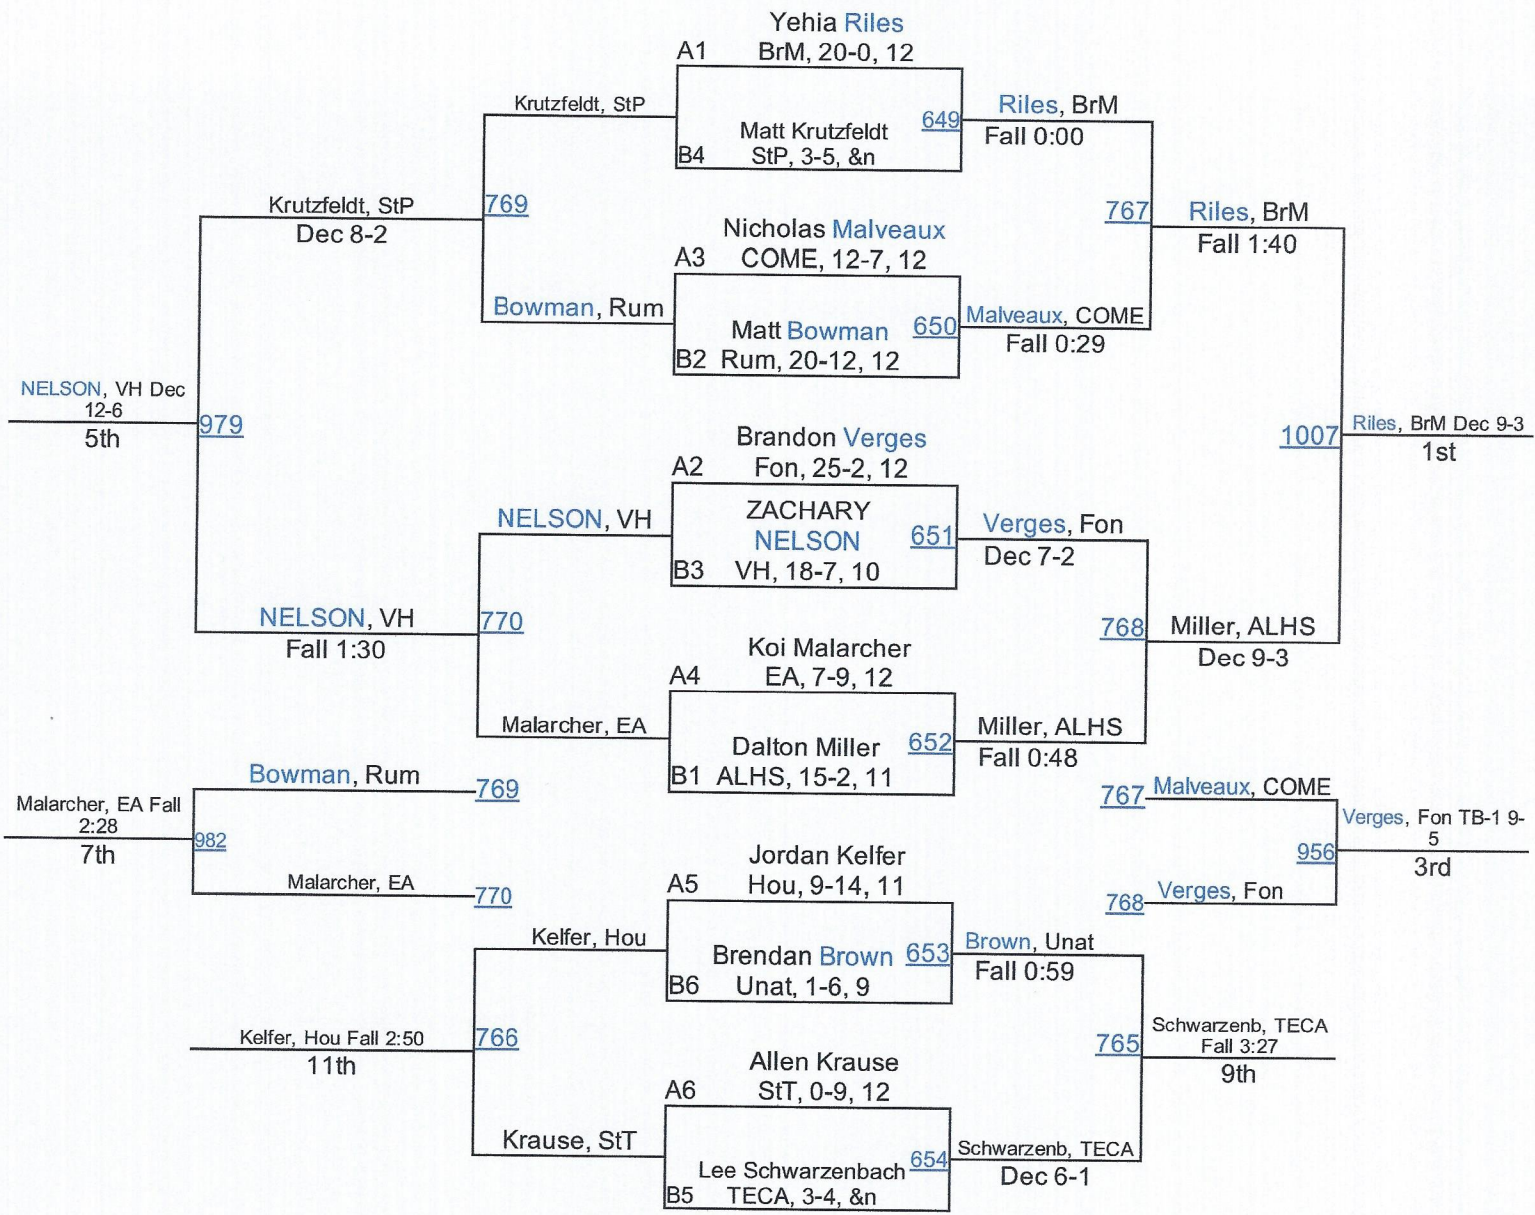 Yehia Riles
A1 BrM, 20-0, 12
Krutzfeldt, StP
649
Riles, BrM
Fall 0:00
Matt Krutzfeldt
B4 StP, 3-5, &n
769
Krutzfeldt, StP
Dec 8-2
767
Riles, BrM
Fall 1:40
Nicholas Malveaux
A3 COME, 12-7, 12
Bowman, Rum
Matt Bowman
650
B2 Rum, 20-12, 12
Malveaux, COME
Fall 0:29
NELSON, VH Dec
12-6
5th
979
1007
Riles, BrM Dec 9-3
1st
Brandon Verges
A2 Fon, 25-2, 12
NELSON, VH
ZACHARY
NELSON
651
B3 VH, 18-7, 10
Verges, Fon
Dec 7-2
NELSON, VH
Fall 1:30
770
768
Miller, ALHS
Dec 9-3
Koi Malarcher
A4 EA, 7-9, 12
Malarcher, EA
Dalton Miller
652
B1 ALHS, 15-2, 11
Miller, ALHS
Fall 0:48
Bowman, Rum
769
Malarcher, EA Fall
2:28
7th
982
Malarcher, EA
770
767
Malveaux, COME
Verges, Fon TB-1 9-
5
3rd
956
768
Verges, Fon
Jordan Kelfer
A5 Hou, 9-14, 11
Kelfer, Hou
Brendan Brown
653
B6 Unat, 1-6, 9
Brown, Unat
Fall 0:59
Kelfer, Hou Fall 2:50
11th
766
765
Schwarzenb, TECA
Fall 3:27
9th
Allen Krause
A6 StT, 0-9, 12
Krause, StT
Lee Schwarzenbach
654
B5 TECA, 3-4, &n
Schwarzenb, TECA
Dec 6-1